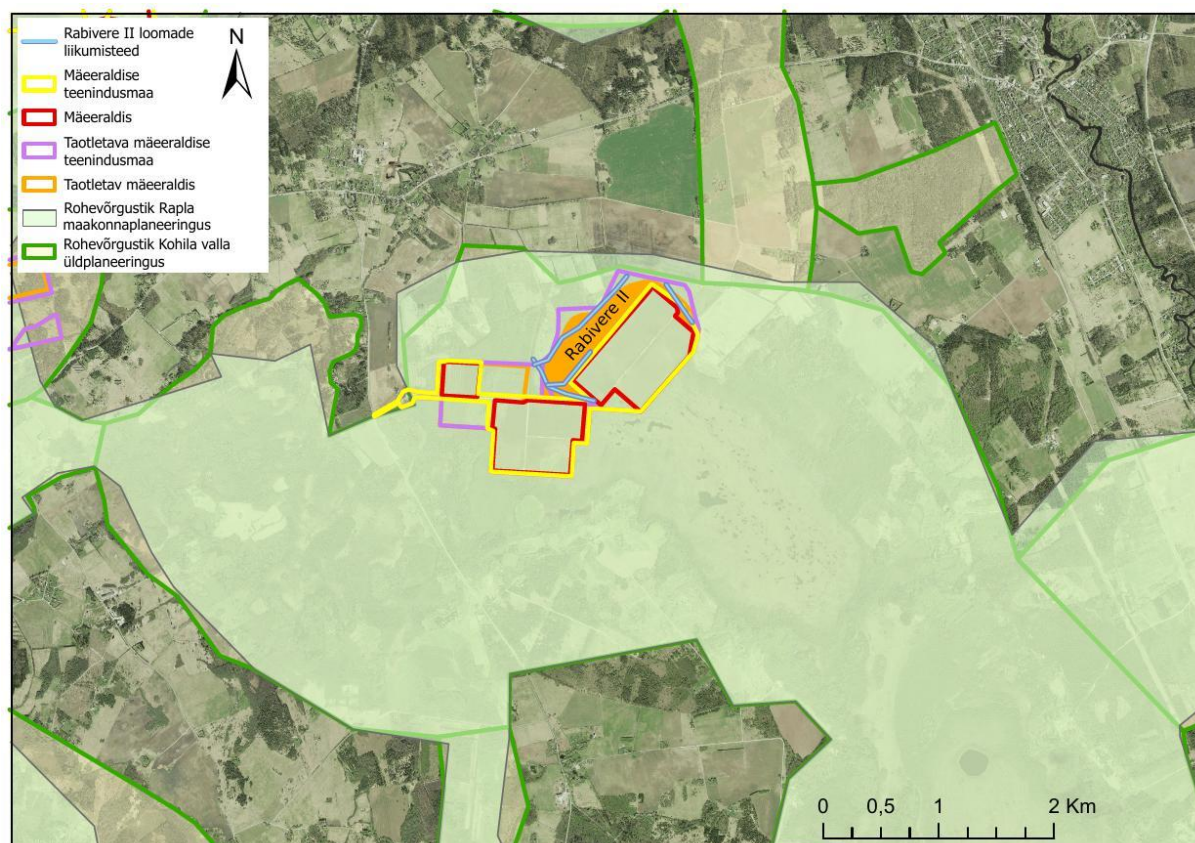 Rabivere II loomade
liikumisteed
Mäeeraldise
teenindusmaa
Mäeeraldis
Taotletava mäeeraldise
teenindusmaa
Taotletav mäeeraldis
Rohevõrgustik Rapla
maakonnaplaneeringus
Rohevõrgustik Kohila valla
üldplaneeringus
N
Rabivere II
0 0,5 1 2 Km